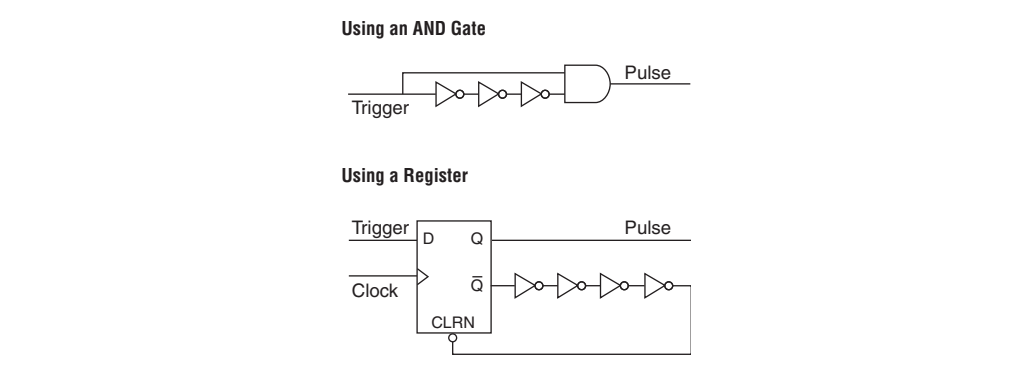 Using an AND Gate
Pulse
Trigger
Using a Register
Trigger
D
Q
Pulse
Clock
Q̅
CLRN